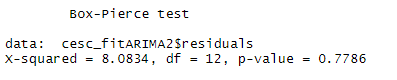 Box-Pierce test
data:  cesc_fitARIMA2$residuals
X-squared = 8.0834, df = 12, p-value = 0.7786